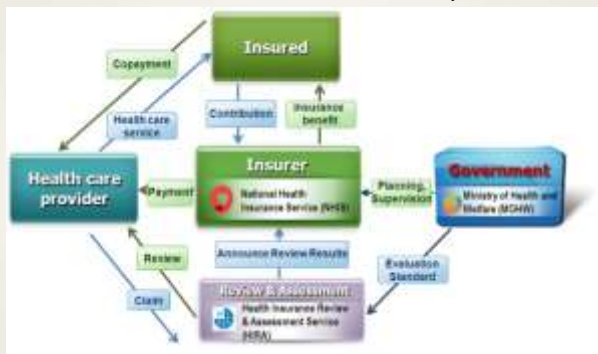 Insured
Copayment
Health care
service
Contribution
Insurance
benefit
Insurer
National Health
Insurance Service (NHIS)
Health care
provider
Payment
Planning,
Supervision
Government
Ministry of Health and
Welfare (MOHW)
Review
Announce Review Results
Evaluation
Standard
Claim
Review & Assessment
Health Insurance Review
& Assessment Service
(HIRA)